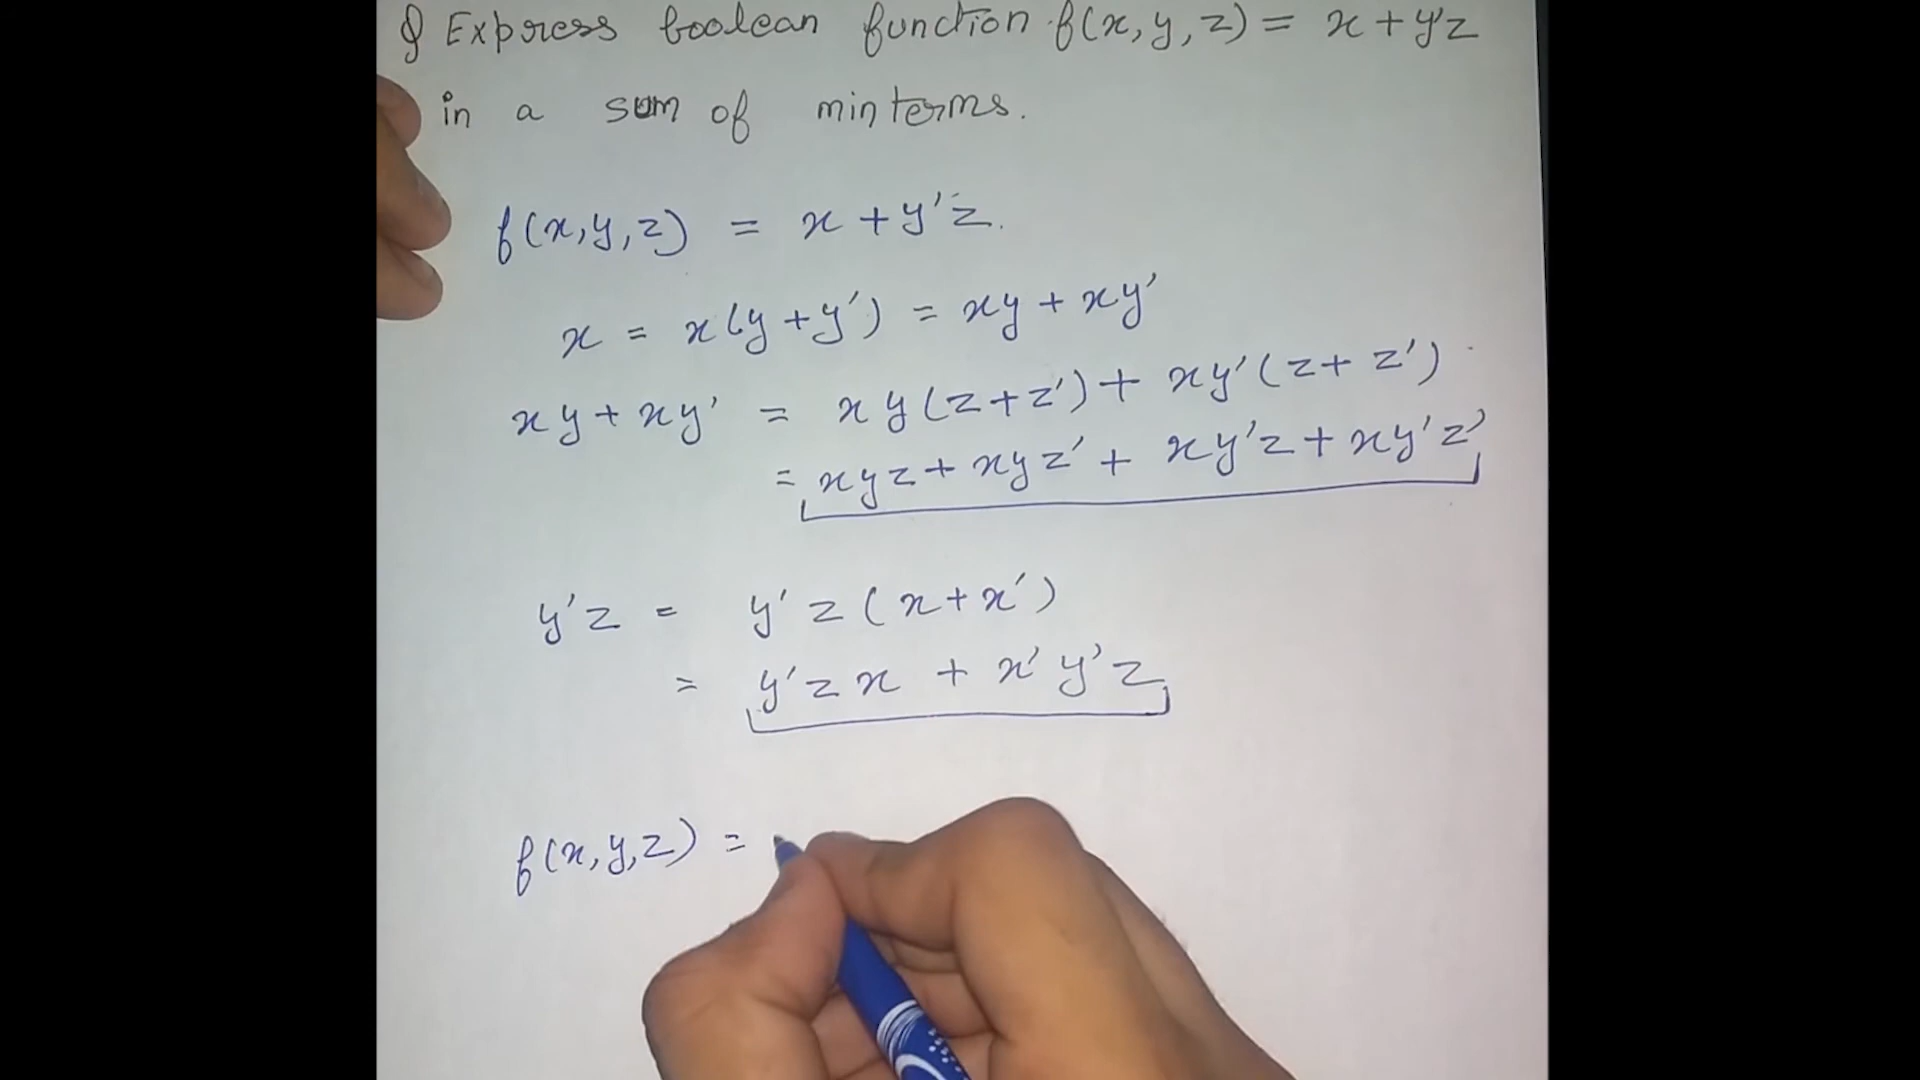 Q Express boolean function f(x,y,z) = x + y'z
in a sum of minterms.
f(x,y,z) = x + y'z.
x = x(y + y') = xy + xy'
xy + xy' = xy(z+z') + xy'(z+z')
= xyz + xyz' + xy'z + xy'z'
y'z = y'z(x+x')
= y'zx + x'y'z
f(x,y,z) =